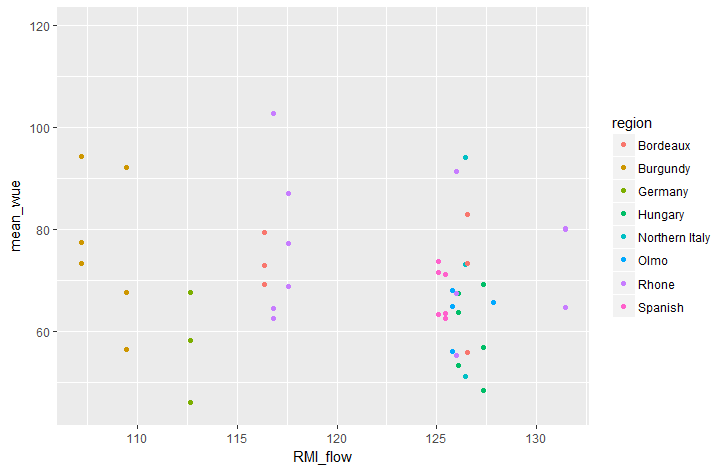 120
100
80
60
mean_wue
110
115
120
125
130
RMI_flow
region
Bordeaux
Burgundy
Germany
Hungary
Northern Italy
Olmo
Rhone
Spanish